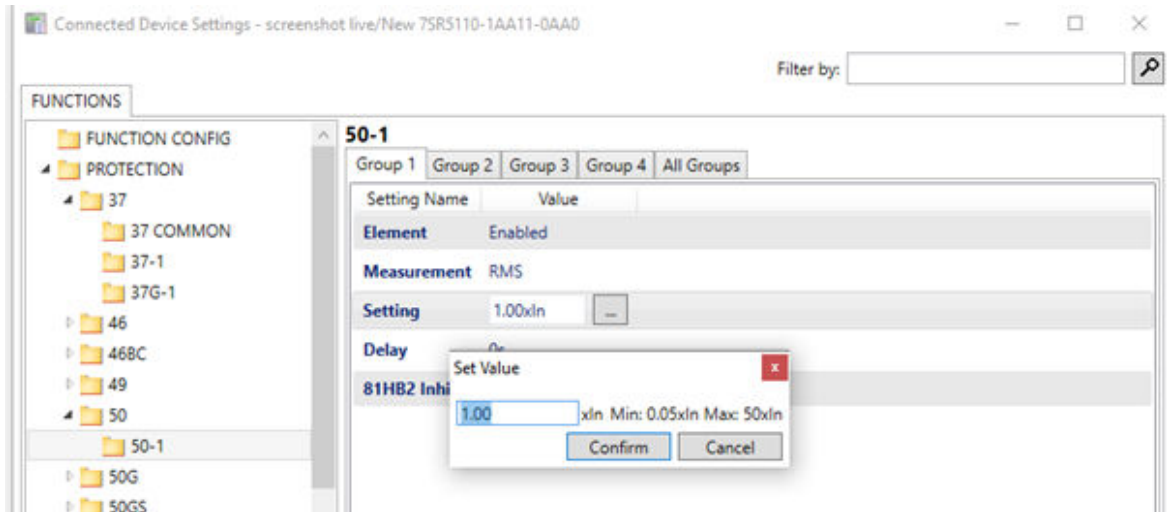 Connected Device Settings - screenshot live/New 7SR5110-1AA11-0AA0
Filter by:
FUNCTIONS
FUNCTION CONFIG
PROTECTION
37
37 COMMON
37-1
37G-1
46
46BC
49
50
50-1
50G
50GS
50-1
Group 1 Group 2 Group 3 Group 4 All Groups
Setting Name Value
Element Enabled
Measurement RMS
Setting 1.00xIn ...
Delay 0s
81HB2 Inhi
Set Value x
1.00 xIn Min: 0.05xIn Max: 50xIn
Confirm Cancel